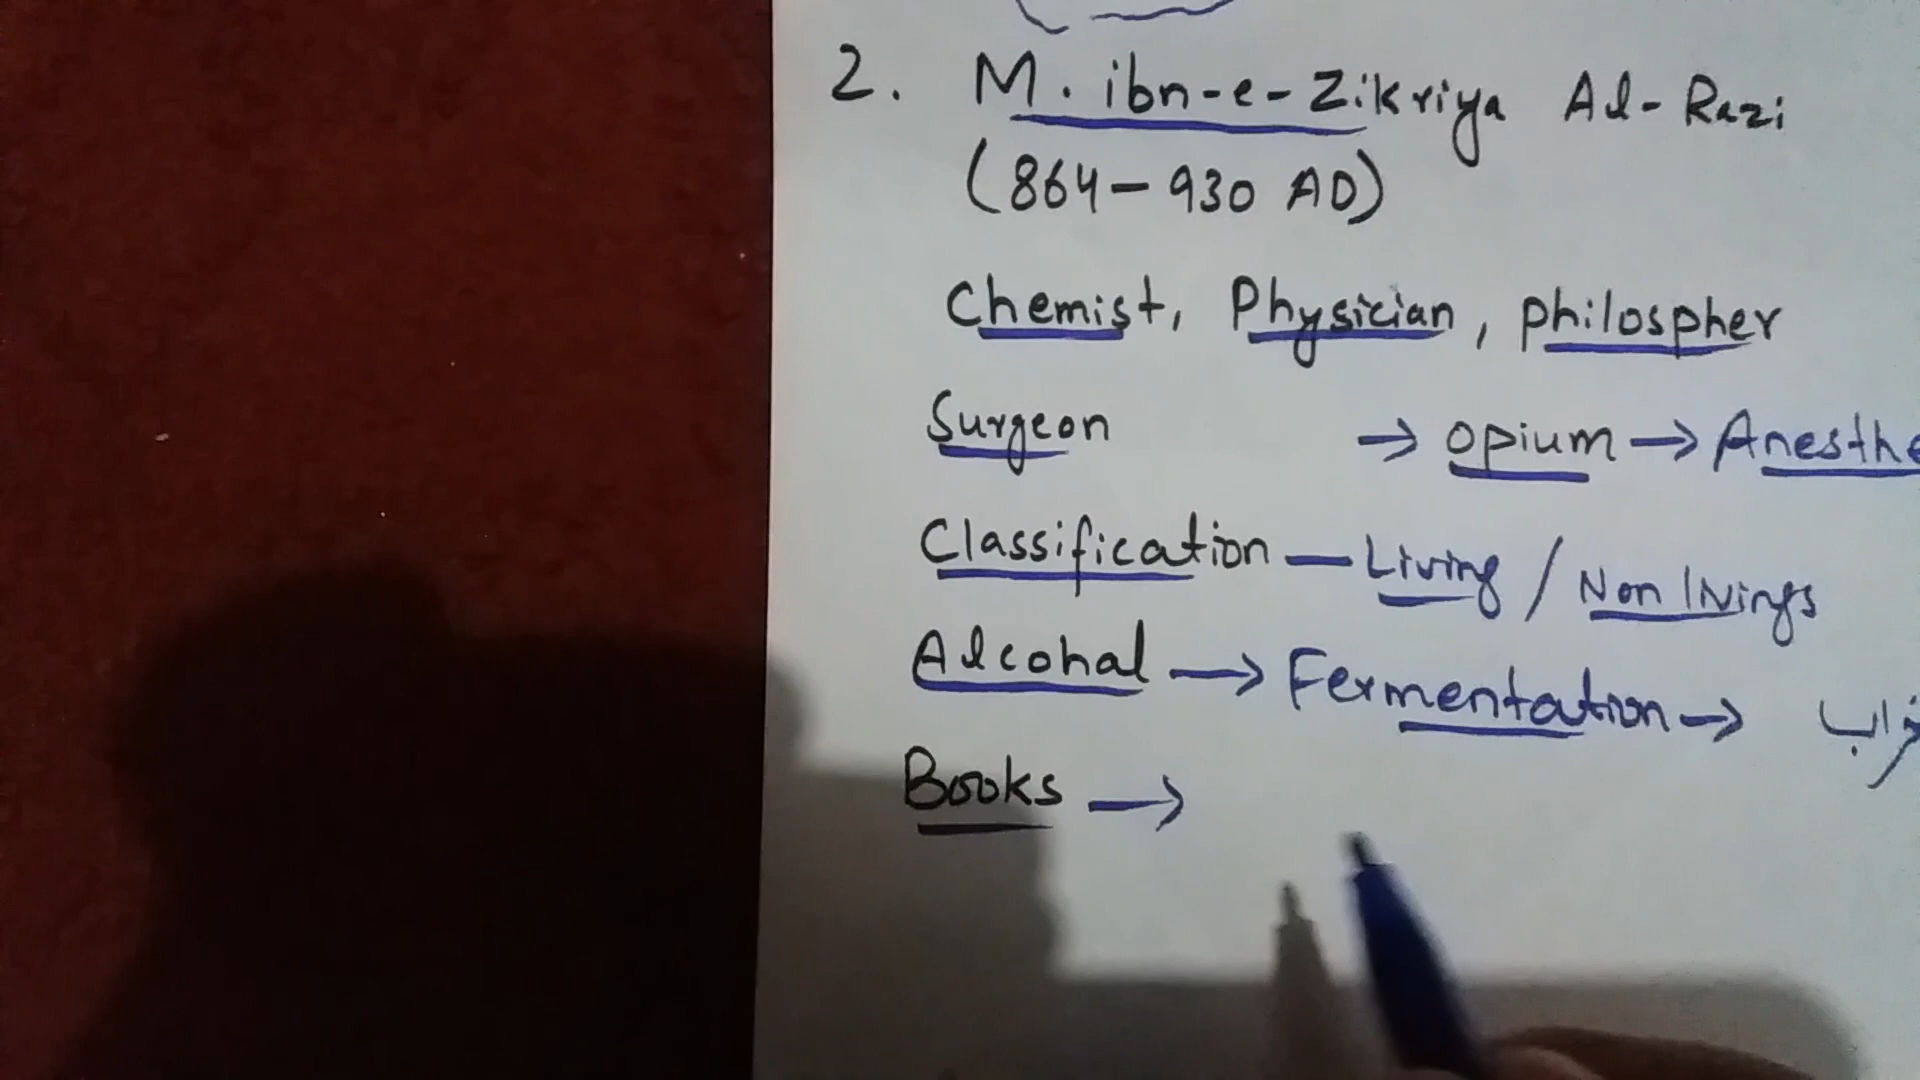 2. M. ibn-e-Zikriya Al-Razi
(864-930 AD)
Chemist, Physician, philospher
Surgeon → opium → Anesthe
Classification — Living / Non livings
Alcohal → Fermentation →
Books →